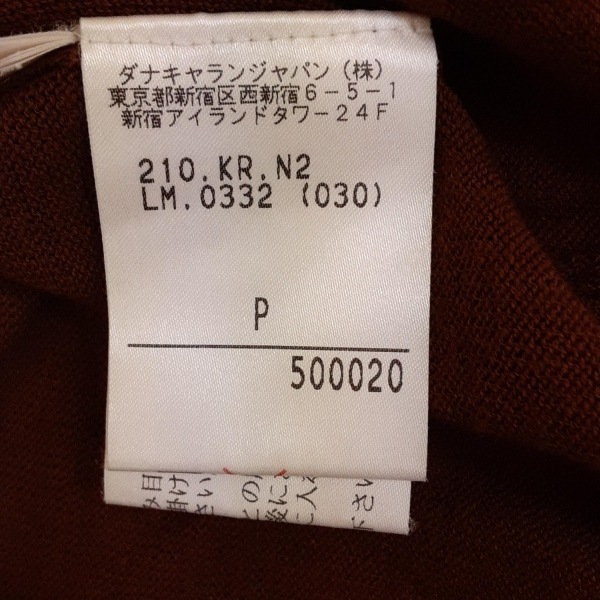 ダナキャランジャパン（株）
東京都新宿区西新宿６－５－１
新宿アイランドタワー２４Ｆ
210.KR.N2
LM.0332 (030)
P
500020